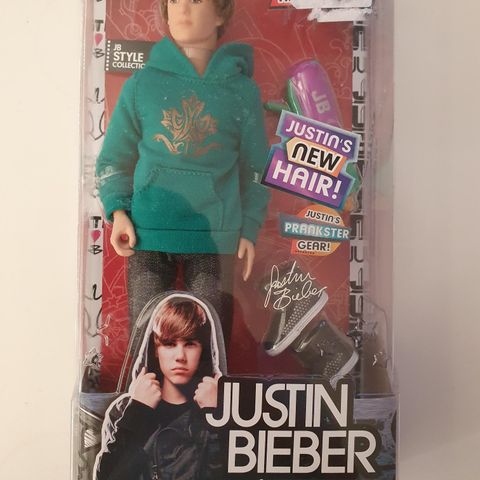 JB
STYLE
COLLECTION
JB
JUSTIN'S
NEW
HAIR!
JUSTIN'S
PRANKSTER
GEAR!
Justin
Bieber
JUSTIN
BIEBER